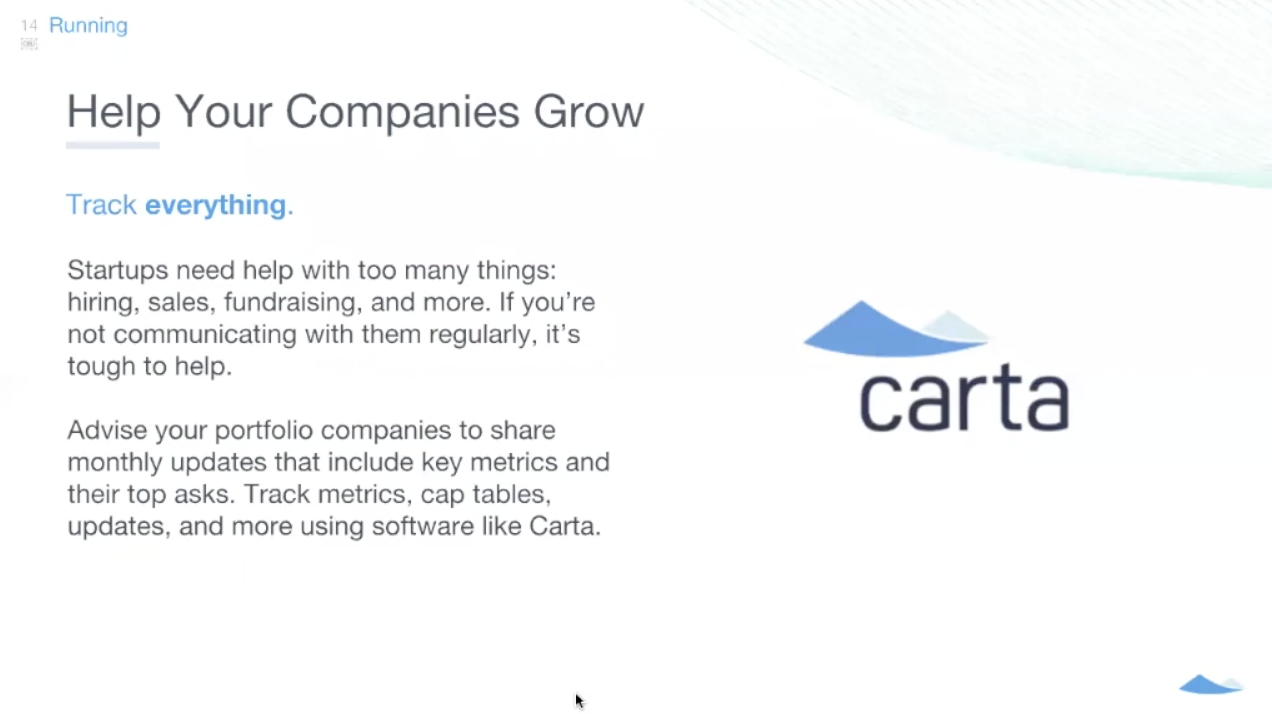 14 Running
Help Your Companies Grow
Track everything.
Startups need help with too many things:
hiring, sales, fundraising, and more. If you're
not communicating with them regularly, it's
tough to help.
Advise your portfolio companies to share
monthly updates that include key metrics and
their top asks. Track metrics, cap tables,
updates, and more using software like Carta.
carta